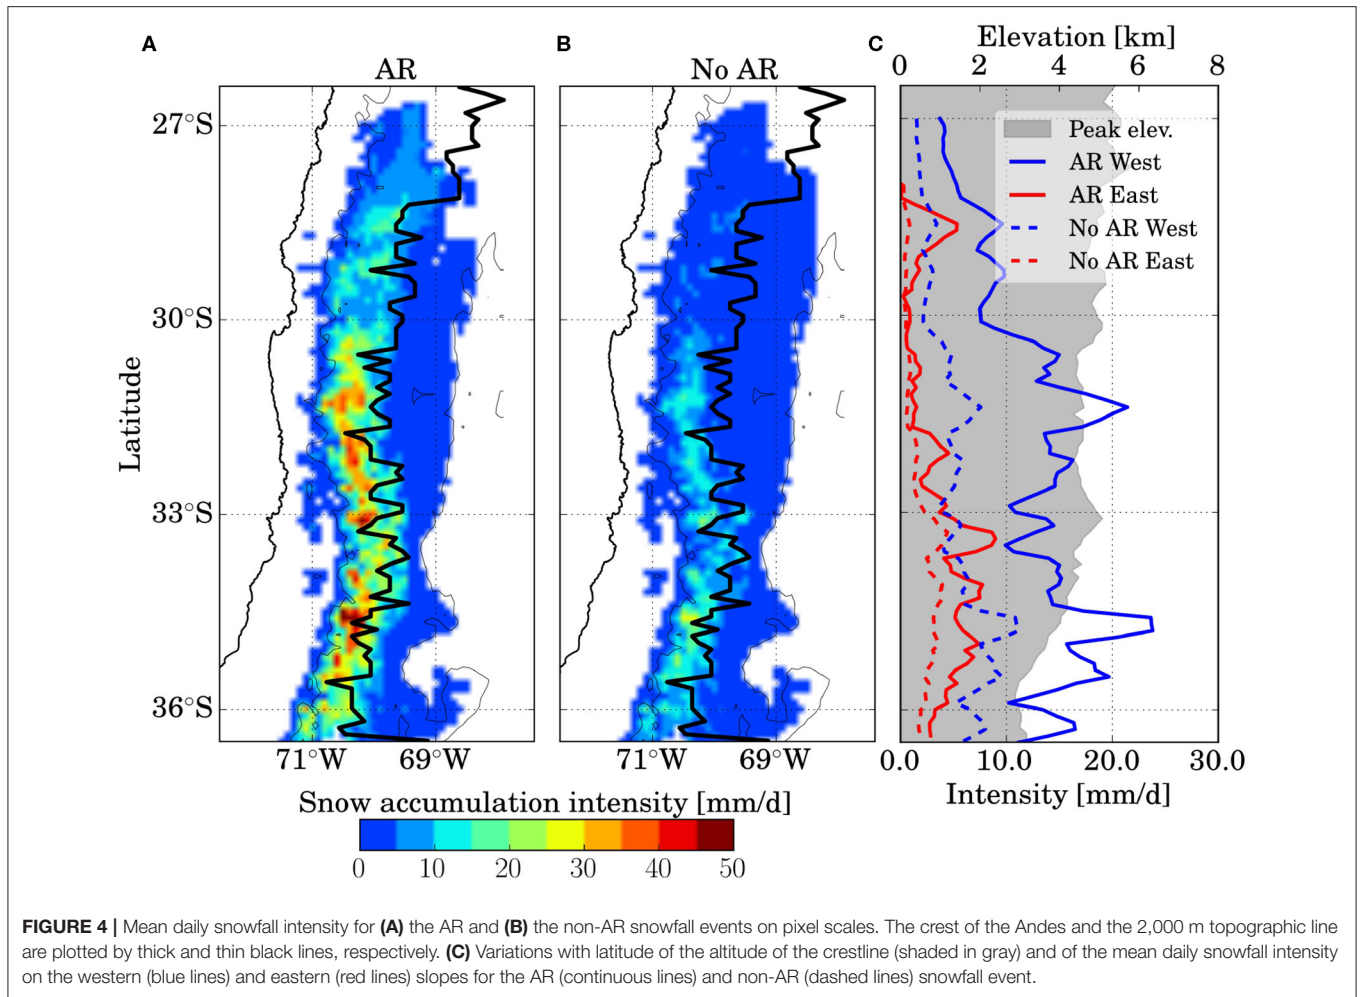 A
B
C
AR
No AR
Elevation [km]
0 2 4 6 8
Peak elev.
AR West
AR East
No AR West
No AR East
Latitude
27°S
30°S
33°S
36°S
71°W 69°W
71°W 69°W
0.0 10.0 20.0 30.0
Intensity [mm/d]
Snow accumulation intensity [mm/d]
0 10 20 30 40 50
FIGURE 4 | Mean daily snowfall intensity for (A) the AR and (B) the non-AR snowfall events on pixel scales. The crest of the Andes and the 2,000 m topographic line
are plotted by thick and thin black lines, respectively. (C) Variations with latitude of the altitude of the crestline (shaded in gray) and of the mean daily snowfall intensity
on the western (blue lines) and eastern (red lines) slopes for the AR (continuous lines) and non-AR (dashed lines) snowfall event.